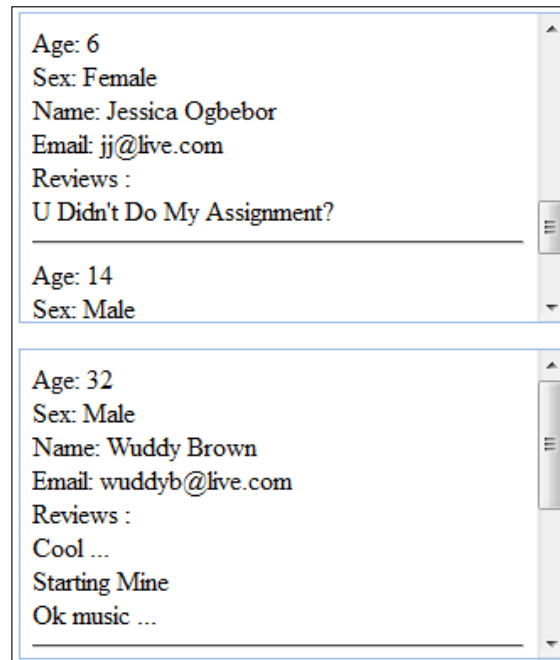 Age: 6
Sex: Female
Name: Jessica Ogbebor
Email: jj@live.com
Reviews :
U Didn't Do My Assignment?
Age: 14
Sex: Male
Age: 32
Sex: Male
Name: Wuddy Brown
Email: wuddyb@live.com
Reviews :
Cool ...
Starting Mine
Ok music ...